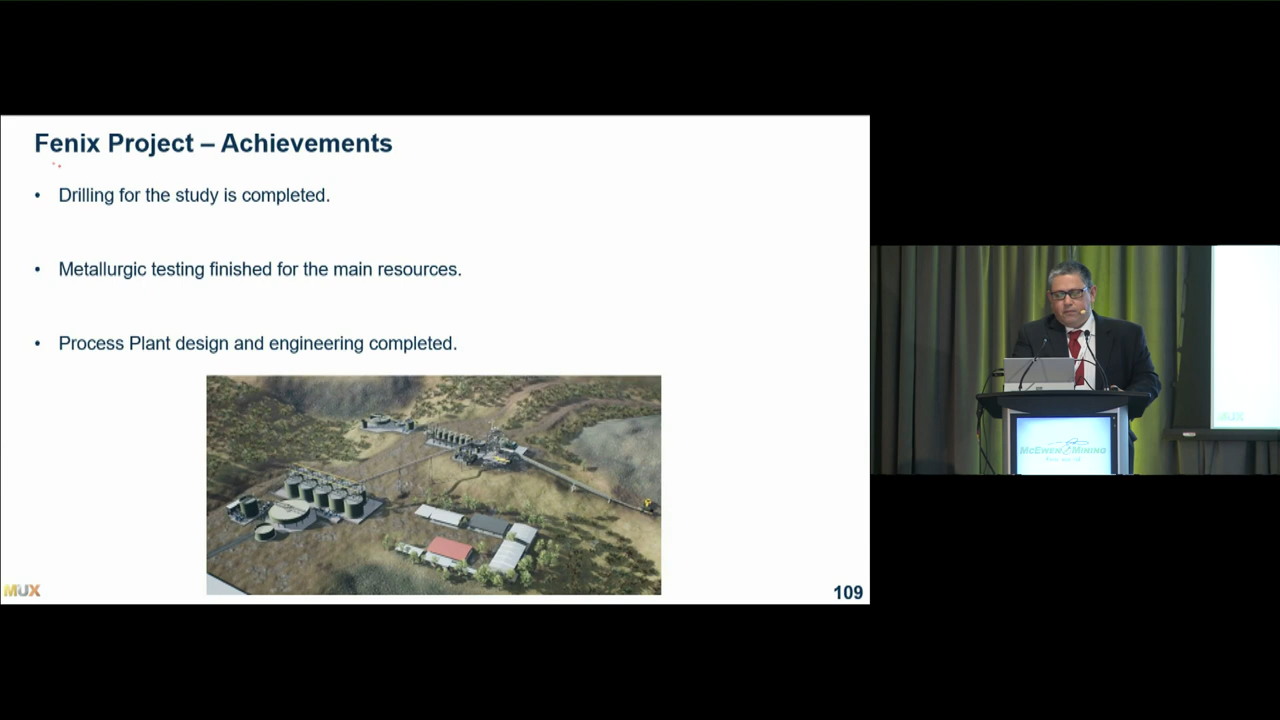 Fenix Project – Achievements
• Drilling for the study is completed.
• Metallurgic testing finished for the main resources.
• Process Plant design and engineering completed.
MUX
109
MUX
McEWEN MINING